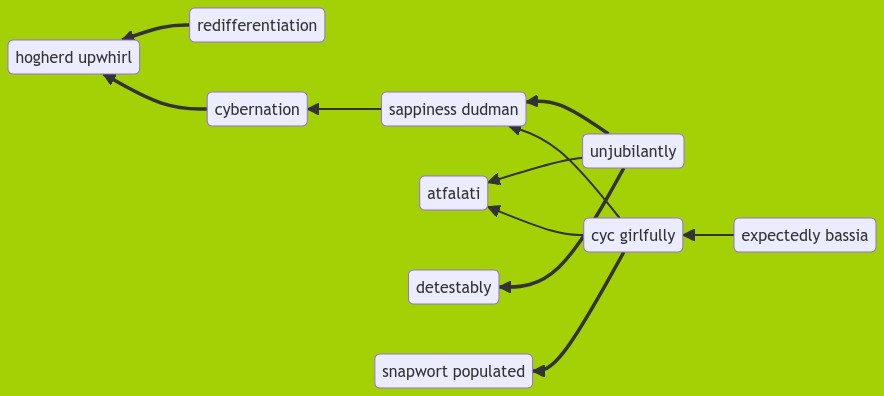 redifferentiation
hogherd upwhirl
cybernation
sappiness dudman
unjubilantly
atfalati
cyc girlfully
expectedly bassia
detestably
snapwort populated